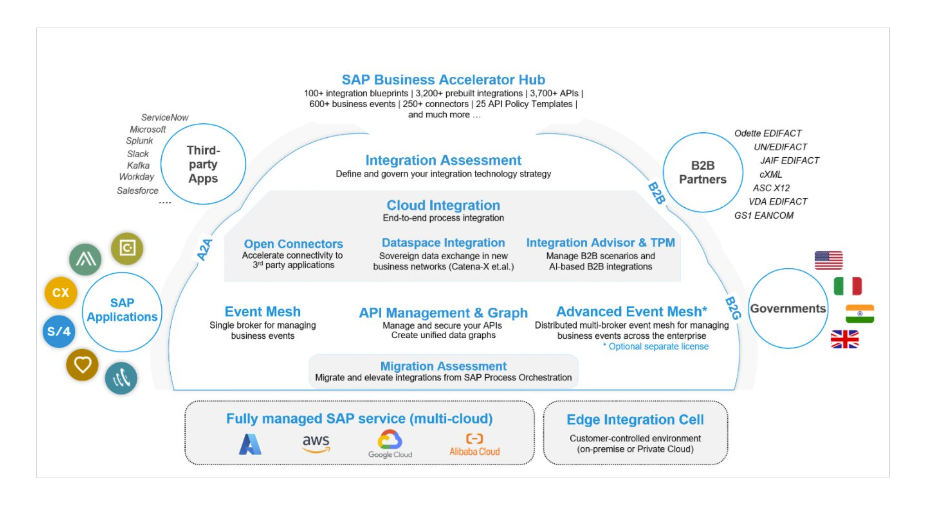 SAP Business Accelerator Hub
100+ integration blueprints | 3,200+ prebuilt integrations | 3,700+ APIs |
600+ business events | 250+ connectors | 25 API Policy Templates |
and much more ...
ServiceNow
Microsoft
Splunk
Slack
Kafka
Workday
Salesforce
....
Third-
party
Apps
Integration Assessment
Define and govern your integration technology strategy
B2B
Partners
Odette EDIFACT
UN/EDIFACT
JAIF EDIFACT
cXML
ASC X12
VDA EDIFACT
GS1 EANCOM
A2A
B2B
B2G
Cloud Integration
End-to-end process integration
Open Connectors
Accelerate connectivity to
3rd party applications
Dataspace Integration
Sovereign data exchange in new
business networks (Catena-X et.al.)
Integration Advisor & TPM
Manage B2B scenarios and
AI-based B2B integrations
CX
S/4
SAP
Applications
Event Mesh
Single broker for managing
business events
API Management & Graph
Manage and secure your APIs
Create unified data graphs
Advanced Event Mesh*
Distributed multi-broker event mesh for managing
business events across the enterprise
* Optional separate license
Governments
Migration Assessment
Migrate and elevate integrations from SAP Process Orchestration
Fully managed SAP service (multi-cloud)
aws
Google Cloud
Alibaba Cloud
Edge Integration Cell
Customer-controlled environment
(on-premise or Private Cloud)